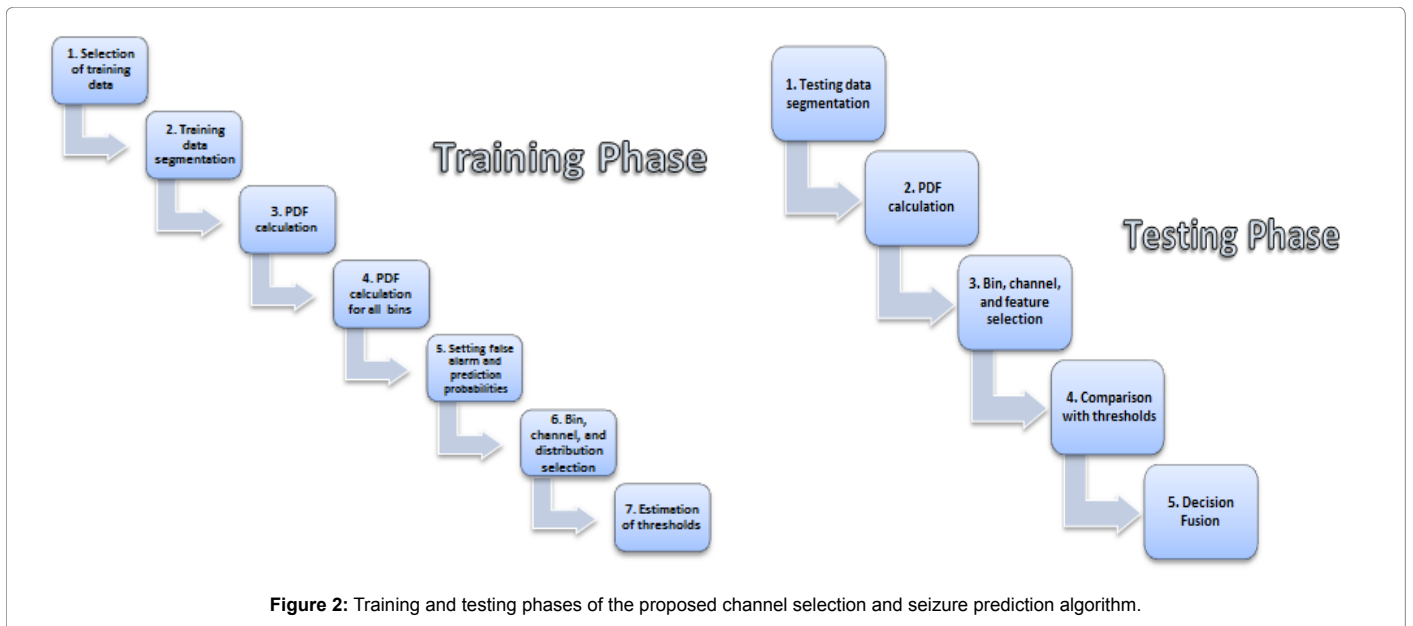 1. Selection
of training
data
2. Training
data
segmentation
3. PDF
calculation
4. PDF
calculation
for all bins
5. Setting false
alarm and
prediction
probabilities
6. Bin,
channel, and
distribution
selection
7. Estimation
of thresholds
Training Phase
1. Testing data
segmentation
2. PDF
calculation
3. Bin, channel,
and feature
selection
4. Comparison
with thresholds
5. Decision
Fusion
Testing Phase
Figure 2: Training and testing phases of the proposed channel selection and seizure prediction algorithm.